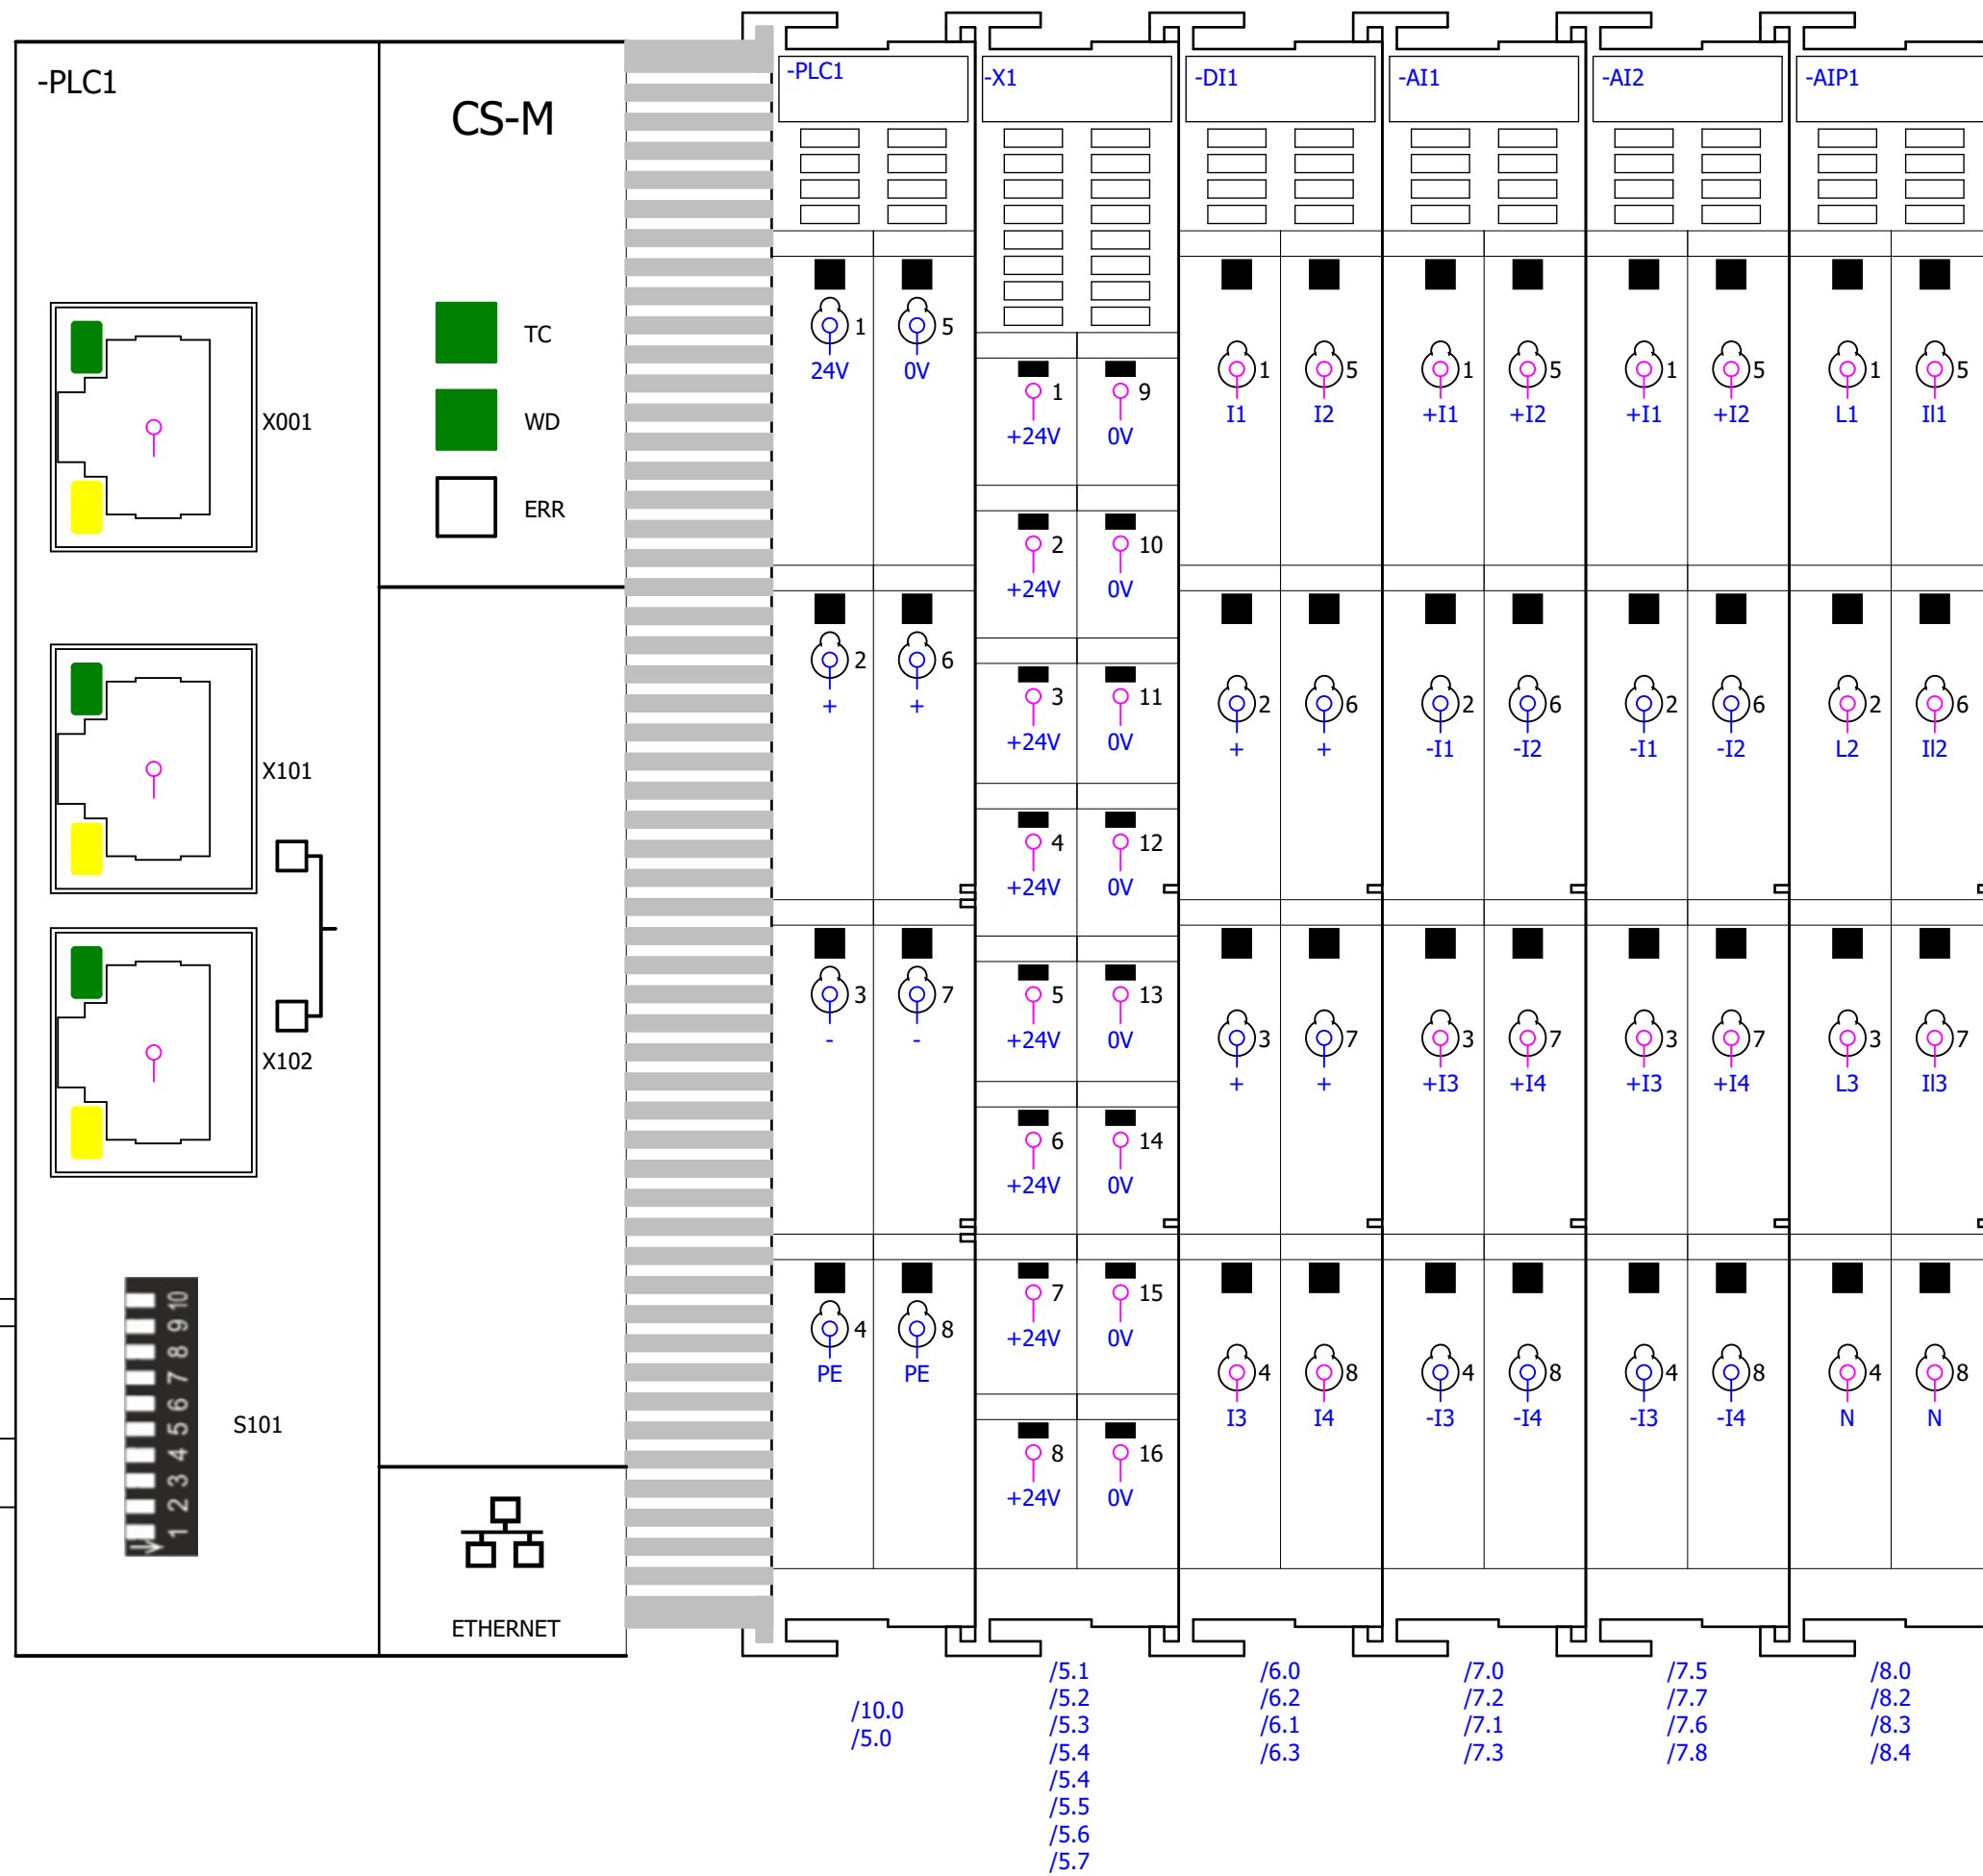 -PLC1
CS-M
TC
WD
ERR
X001
X101
X102
S101
1 2 3 4 5 6 7 8 9 10
ETHERNET
-PLC1
1 5
24V 0V
2 6
+ +
3 7
- -
4 8
PE PE
/10.0
/5.0
-X1
1 9
+24V 0V
2 10
+24V 0V
3 11
+24V 0V
4 12
+24V 0V
5 13
+24V 0V
6 14
+24V 0V
7 15
+24V 0V
8 16
+24V 0V
/5.1
/5.2
/5.3
/5.4
/5.4
/5.5
/5.6
/5.7
-DI1
1 5
I1 I2
2 6
+ +
3 7
+ +
4 8
I3 I4
/6.0
/6.2
/6.1
/6.3
-AI1
1 5
+I1 +I2
2 6
-I1 -I2
3 7
+I3 +I4
4 8
-I3 -I4
/7.0
/7.2
/7.1
/7.3
-AI2
1 5
+I1 +I2
2 6
-I1 -I2
3 7
+I3 +I4
4 8
-I3 -I4
/7.5
/7.7
/7.6
/7.8
-AIP1
1 5
L1 Il1
2 6
L2 Il2
3 7
L3 Il3
4 8
N N
/8.0
/8.2
/8.3
/8.4